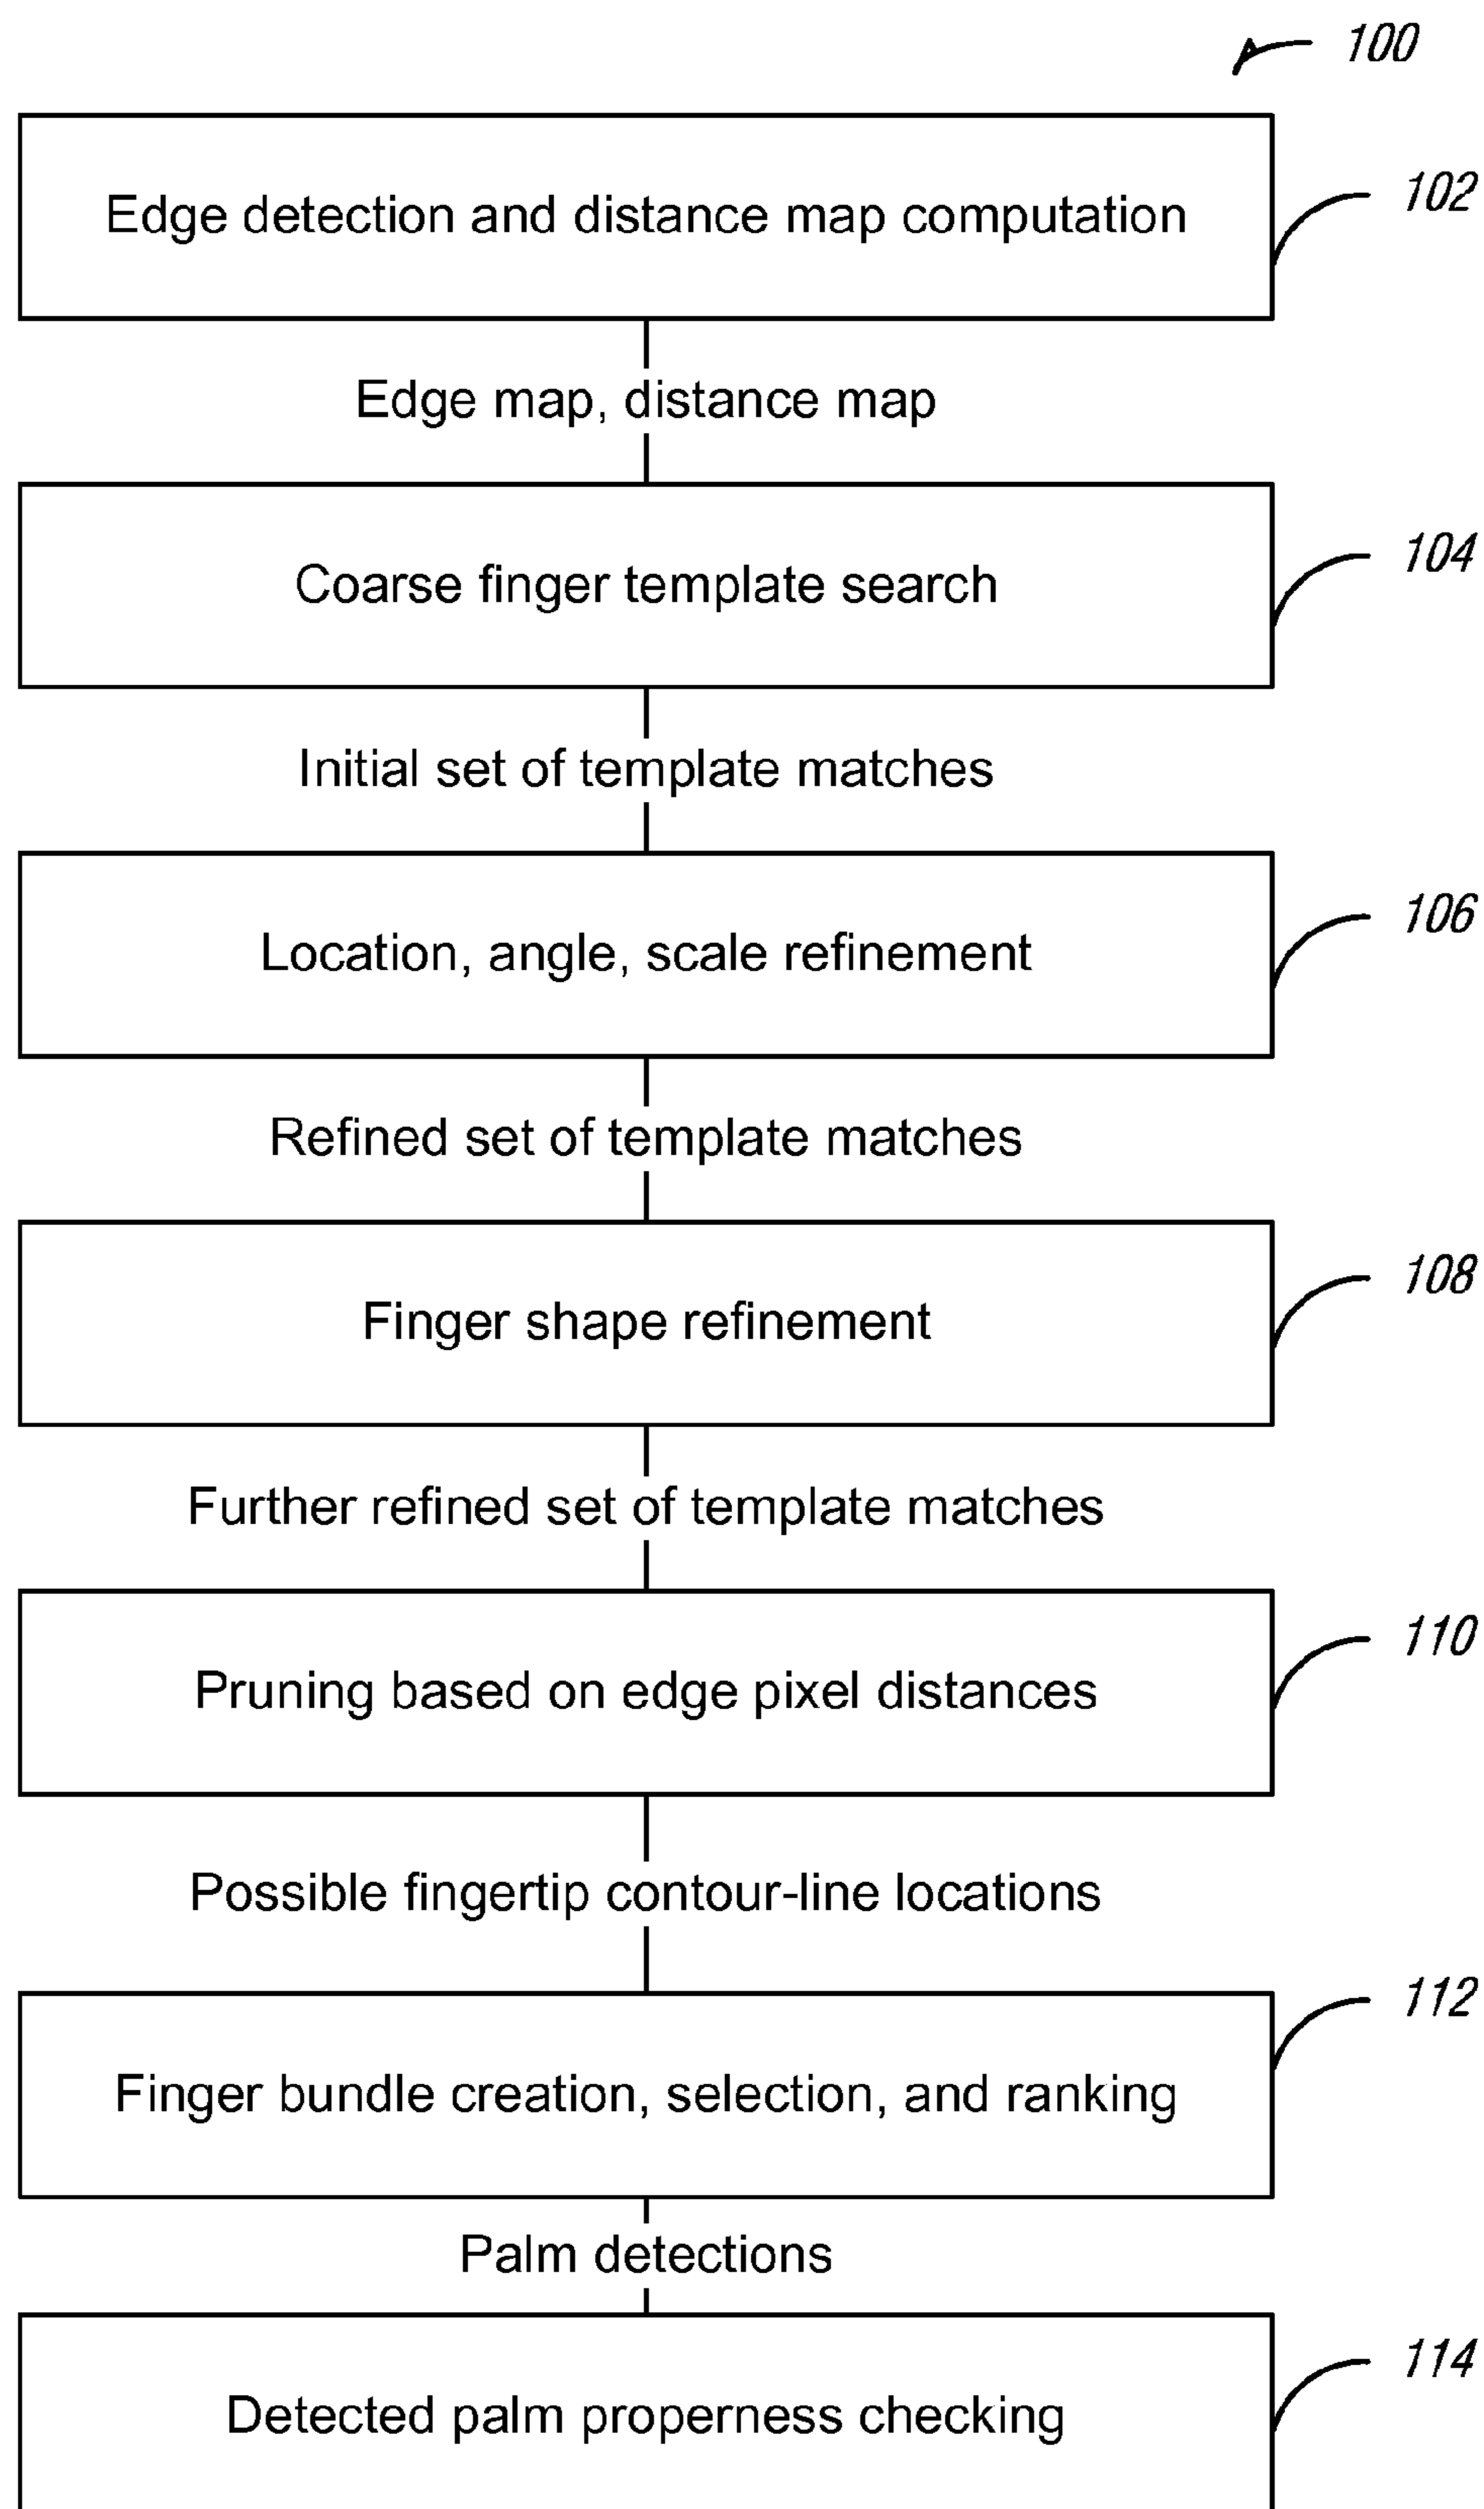 100
Edge detection and distance map computation
102
Edge map, distance map
Coarse finger template search
104
Initial set of template matches
Location, angle, scale refinement
106
Refined set of template matches
Finger shape refinement
108
Further refined set of template matches
Pruning based on edge pixel distances
110
Possible fingertip contour-line locations
Finger bundle creation, selection, and ranking
112
Palm detections
Detected palm properness checking
114